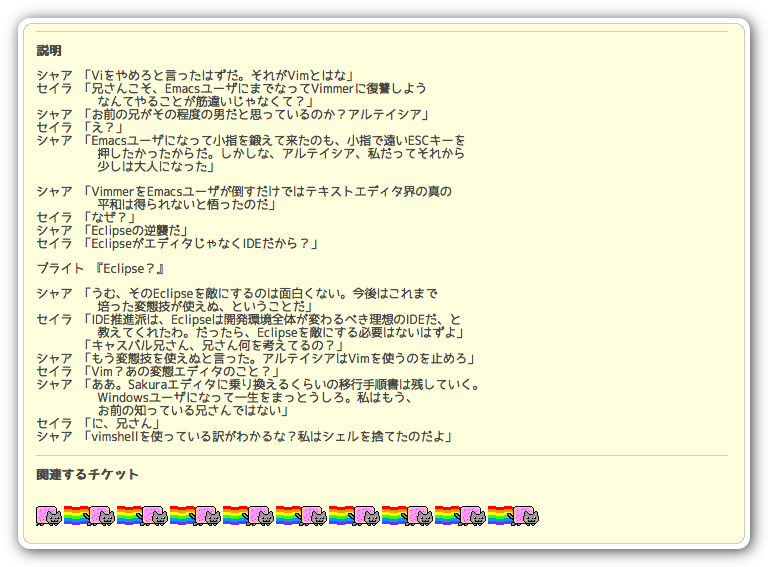 説明
シャア 「Viをやめろと言ったはずだ。それがVimとはな」
セイラ 「兄さんこそ、EmacsユーザにまでなってVimmerに復讐しよう
なんてやることが筋違いじゃなくて？」
シャア 「お前の兄がその程度の男だと思っているのか？アルテイシア」
セイラ 「え？」
シャア 「Emacsユーザになって小指を鍛えて来たのも、小指で遠いESCキーを
押したかったからだ。しかしな、アルテイシア、私だってそれから
少しは大人になった」
シャア 「VimmerをEmacsユーザが倒すだけではテキストエディタ界の真の
平和は得られないと悟ったのだ」
セイラ 「なぜ？」
シャア 「Eclipseの逆襲だ」
セイラ 「EclipseがエディタじゃなくIDEだから？」
ブライト 『Eclipse？』
シャア 「うむ、そのEclipseを敵にするのは面白くない。今後はこれまで
培った変態技が使えぬ、ということだ」
セイラ 「IDE推進派は、Eclipseは開発環境全体が変わるべき理想のIDEだ、と
教えてくれたわ。だったら、Eclipseを敵にする必要はないはずよ」
「キャスバル兄さん、兄さん何を考えてるの？」
シャア 「もう変態技を使えぬと言った。アルテイシアはVimを使うのを止めろ」
セイラ 「Vim？あの変態エディタのこと？」
シャア 「ああ。Sakuraエディタに乗り換えるくらいの移行手順書は残していく。
Windowsユーザになって一生をまっとうしろ。私はもう、
お前の知っている兄さんではない」
セイラ 「に、兄さん」
シャア 「vimshellを使っている訳がわかるな？私はシェルを捨てたのだよ」
関連するチケット